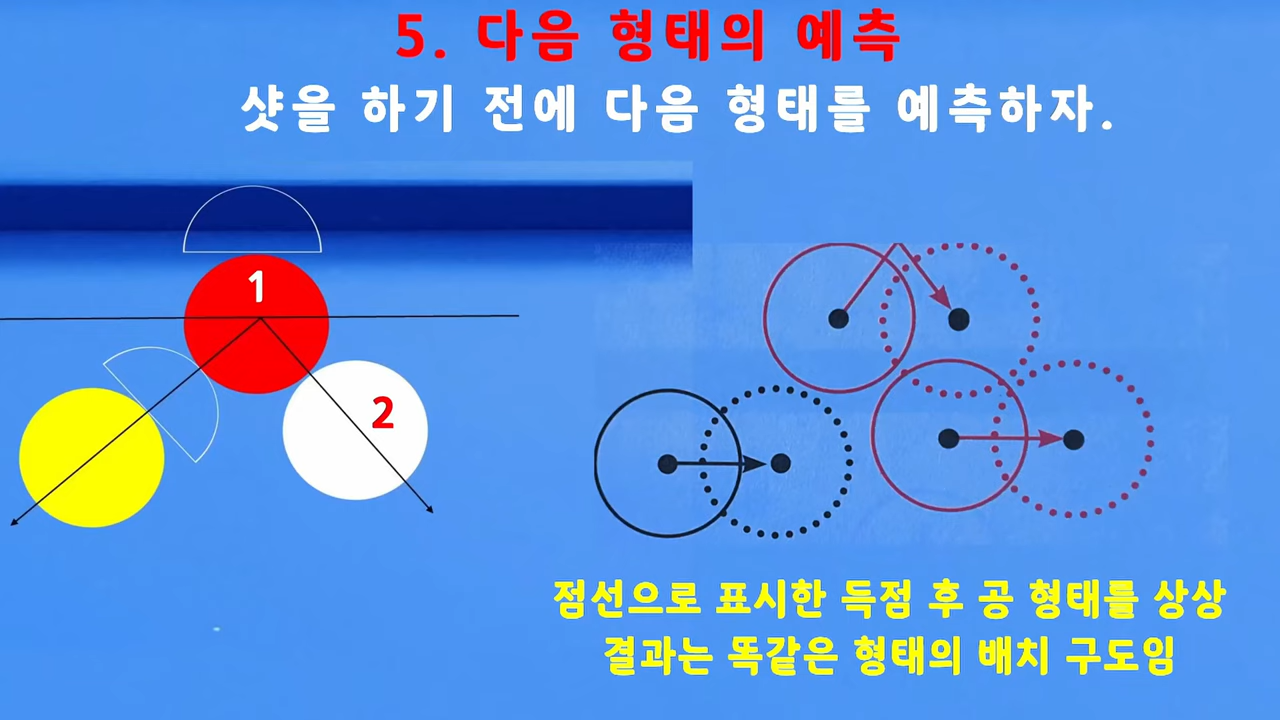 5. 다음 형태의 예측
샷을 하기 전에 다음 형태를 예측하자.
1
2
점선으로 표시한 득점 후 공 형태를 상상
결과는 똑같은 형태의 배치 구도임